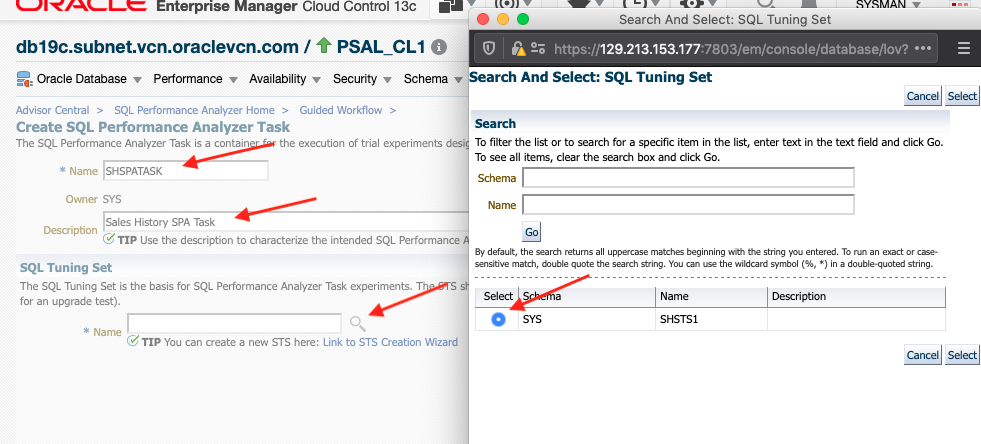 ORACLE Enterprise Manager Cloud Control 13c
SYSMAN
db19c.subnet.vcn.oraclevcn.com / PSAL_CL1
Oracle Database Performance Availability Security Schema
Advisor Central > SQL Performance Analyzer Home > Guided Workflow >
Create SQL Performance Analyzer Task
The SQL Performance Analyzer Task is a container for the execution of trial experiments desig
* Name SHSPATASK
Owner SYS
Description Sales History SPA Task
TIP Use the description to characterize the intended SQL Performance A
SQL Tuning Set
The SQL Tuning Set is the basis for SQL Performance Analyzer Task experiments. The STS sh
for an upgrade test).
* Name
TIP You can create a new STS here: Link to STS Creation Wizard
Search And Select: SQL Tuning Set
https://129.213.153.177:7803/em/console/database/lov?
Search And Select: SQL Tuning Set
Cancel Select
Search
To filter the list or to search for a specific item in the list, enter text in the text field and click Go.
To see all items, clear the search box and click Go.
Schema
Name
Go
By default, the search returns all uppercase matches beginning with the string you entered. To run an exact or case-
sensitive match, double quote the search string. You can use the wildcard symbol (%, *) in a double-quoted string.
Select Schema Name Description
SYS SHSTS1
Cancel Select